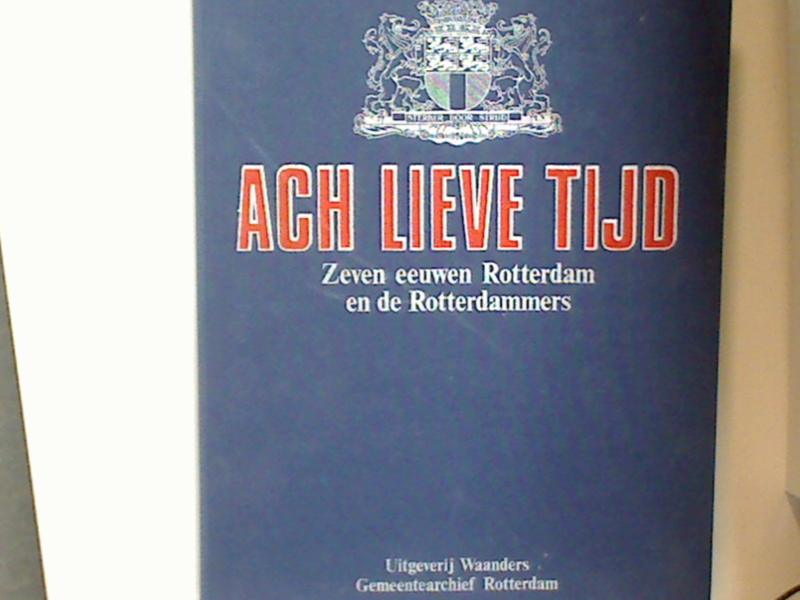 STERKER DOOR STRIJD
ACH LIEVE TIJD
Zeven eeuwen Rotterdam
en de Rotterdammers
Uitgeverij Waanders
Gemeentearchief Rotterdam